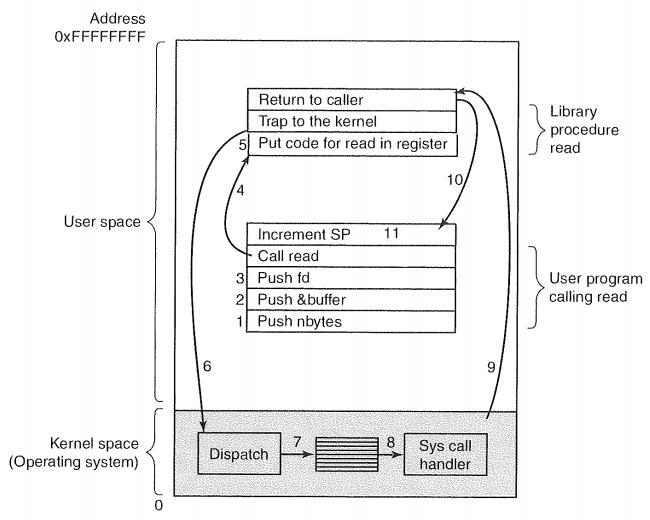 Address
0xFFFFFFFF
Return to caller
Trap to the kernel
5 Put code for read in register
Library
procedure
read
4
10
User space
Increment SP 11
Call read
3 Push fd
2 Push &buffer
1 Push nbytes
User program
calling read
6
9
Kernel space
(Operating system)
Dispatch
7
8
Sys call
handler
0